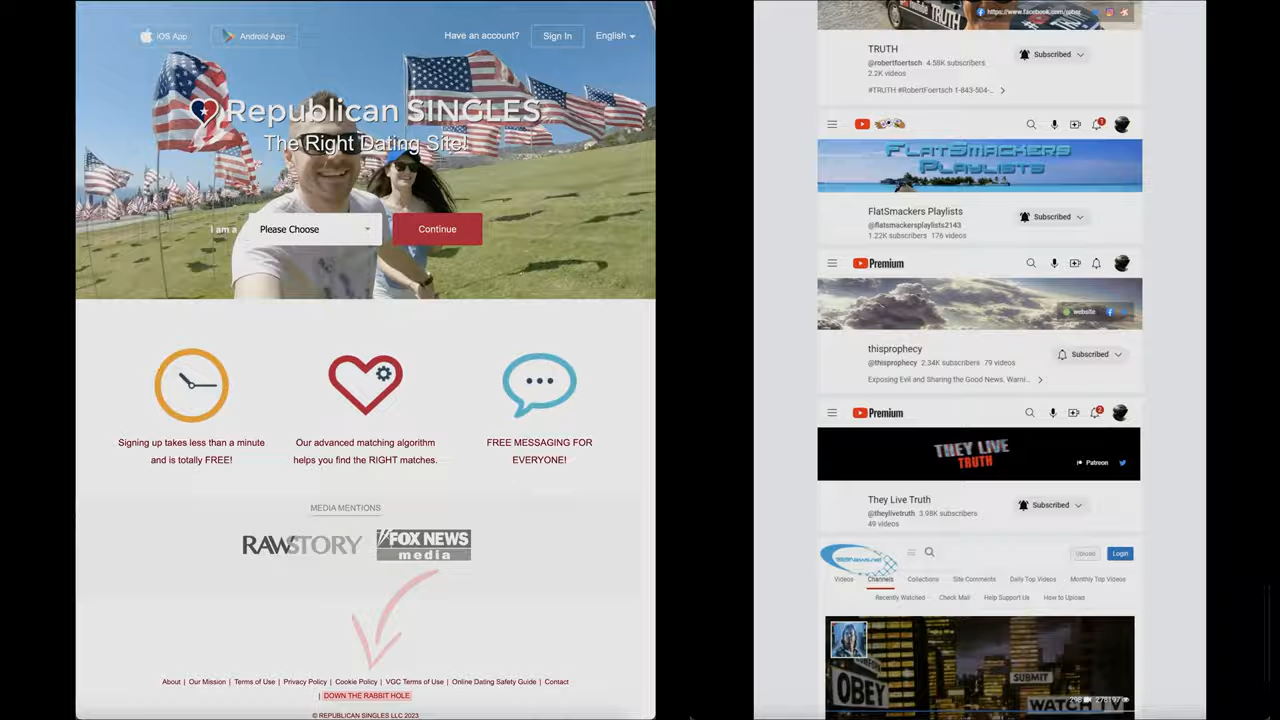 iOS App
Android App
Have an account?
Sign In
English
Republican SINGLES
The Right Dating Site!
I am a
Please Choose
Continue
Signing up takes less than a minute
and is totally FREE!
Our advanced matching algorithm
helps you find the RIGHT matches.
FREE MESSAGING FOR
EVERYONE!
MEDIA MENTIONS
RAWSTORY
FOX NEWS
media
About | Our Mission | Terms of Use | Privacy Policy | Cookie Policy | VGC Terms of Use | Online Dating Safety Guide | Contact
| DOWN THE RABBIT HOLE
© REPUBLICAN SINGLES LLC 2023
YouTube
TRUTH
TRUTH
@robertfoertsch 4.58K subscribers
2.2K videos
#TRUTH #RobertFoertsch 1-843-504-...
Subscribed
1
FLATSMACKERS
PLAYLISTS
FlatSmackers Playlists
@flatsmackersplaylists2143
1.22K subscribers 176 videos
Subscribed
Premium
website
thisprophecy
@thisprophecy 2.34K subscribers 79 videos
Exposing Evil and Sharing the Good News, Warni...
Subscribed
Premium
2
THEY LIVE
TRUTH
Patreon
They Live Truth
@theylivetruth 3.98K subscribers
49 videos
Subscribed
Upload
Login
Videos
Channels
Collections
Site Comments
Daily Top Videos
Monthly Top Videos
Recently Watched
Check Mail
Help Support Us
How to Upload
OBEY
SUBMIT
WATCH